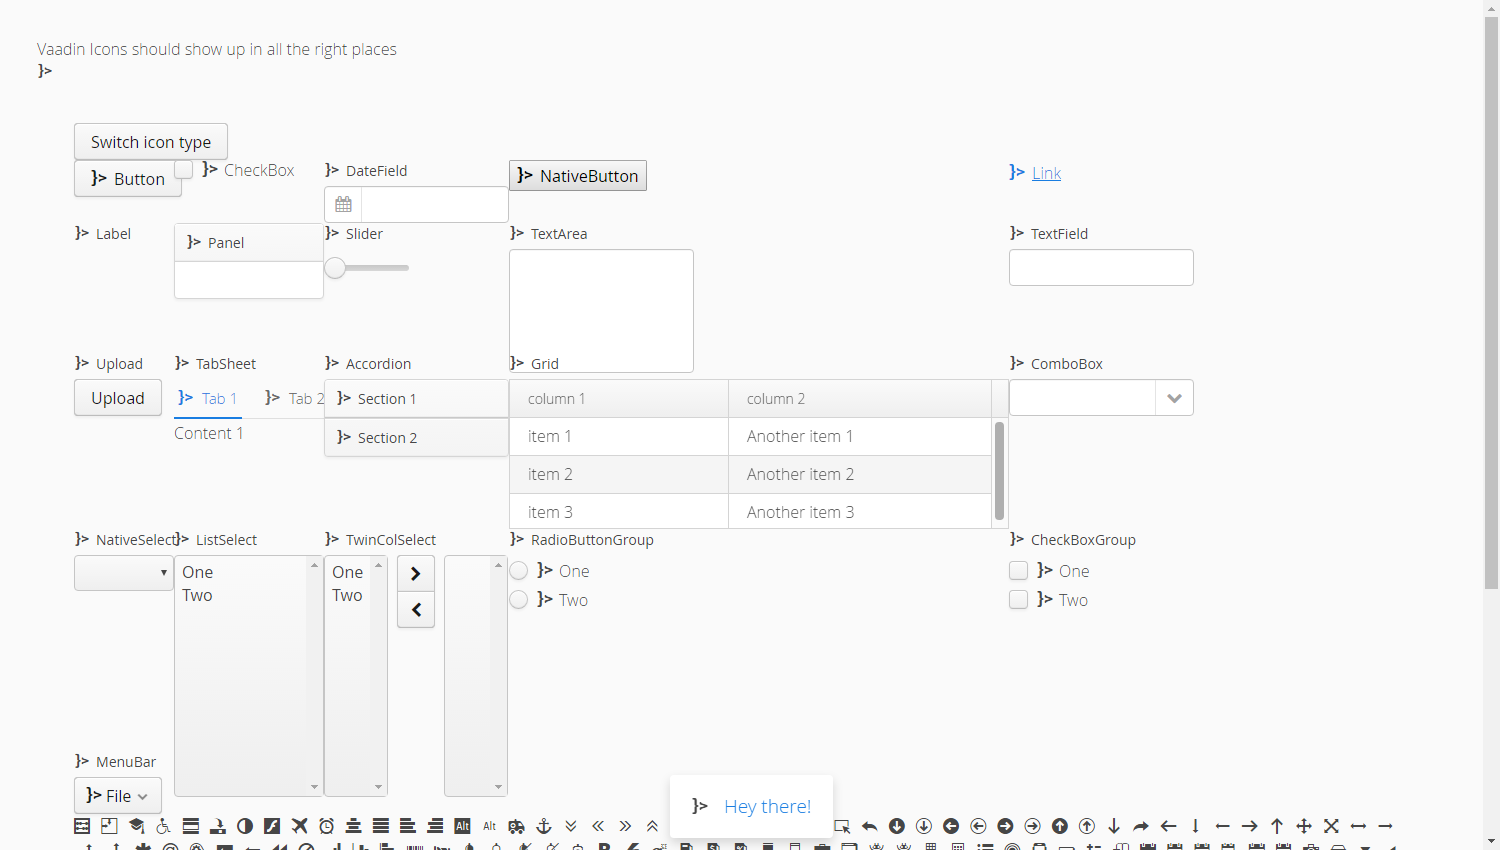 Vaadin Icons should show up in all the right places
}>
Switch icon type
}> Button
}> CheckBox
}> DateField
}> NativeButton
}> Link
}> Label
}> Panel
}> Slider
}> TextArea
}> TextField
}> Upload
}> TabSheet
}> Accordion
}> Grid
}> ComboBox
Upload
}> Tab 1
}> Tab 2
}> Section 1
column 1
column 2
Content 1
}> Section 2
item 1
Another item 1
item 2
Another item 2
item 3
Another item 3
}> NativeSelect
}> ListSelect
}> TwinColSelect
}> RadioButtonGroup
}> CheckBoxGroup
One
Two
One
Two
}> One
}> Two
}> One
}> Two
}> MenuBar
}> File
}> Hey there!
Alt
Alt